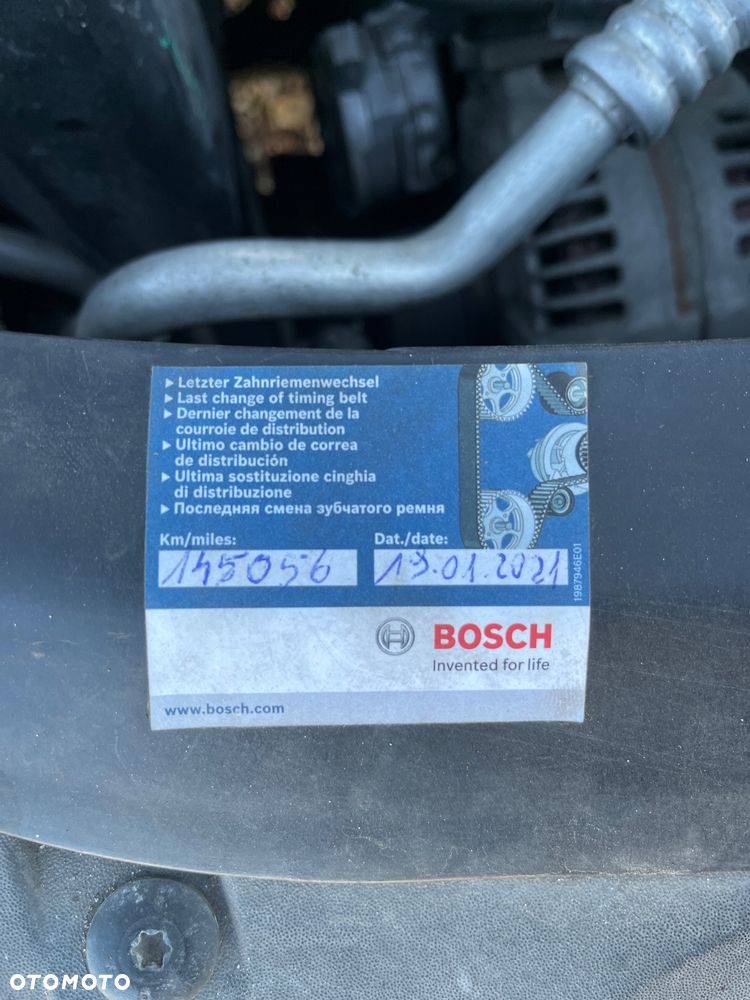 ▸ Letzter Zahnriemenwechsel
▸ Last change of timing belt
▸ Dernier changement de la
courroie de distribution
▸ Ultimo cambio de correa
de distribución
▸ Ultima sostituzione cinghia
di distribuzione
▸ Последняя смена зубчатого ремня
Km/miles: Dat./date:
145056 19.01.2021
1987946E01
BOSCH
Invented for life
www.bosch.com
OTOMOTO